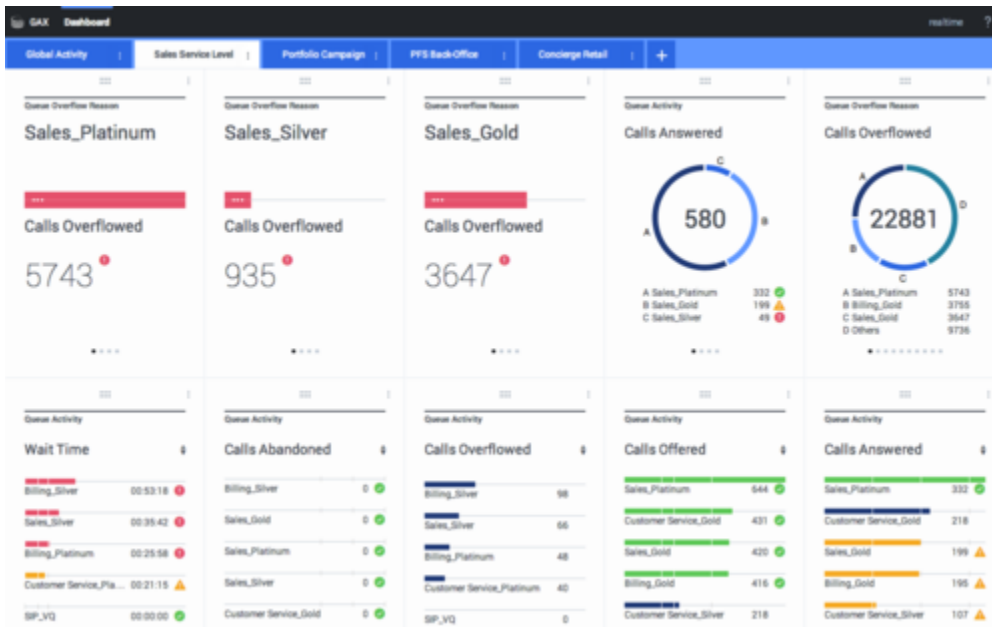 GAX Dashboard realtime ?
Global Activity Sales Service Level Portfolio Campaign PFS Back-Office Concierge Retail +
Queue Overflow Reason
Sales_Platinum
Calls Overflowed
5743
Queue Overflow Reason
Sales_Silver
Calls Overflowed
935
Queue Overflow Reason
Sales_Gold
Calls Overflowed
3647
Queue Activity
Calls Answered
C
580
A
B
A Sales_Platinum 332
B Sales_Gold 199
C Sales_Silver 49
Queue Overflow Reason
Calls Overflowed
A
22881
D
B
C
A Sales_Platinum 5743
B Billing_Gold 3755
C Sales_Gold 3647
D Others 9736
Queue Activity
Wait Time
Billing_Silver 00:53:18
Sales_Silver 00:35:42
Billing_Platinum 00:25:58
Customer Service_Pla... 00:21:15
SIP_VQ 00:00:00
Queue Activity
Calls Abandoned
Billing_Silver 0
Sales_Gold 0
Sales_Platinum 0
Sales_Silver 0
Customer Service_Gold 0
Queue Activity
Calls Overflowed
Billing_Silver 98
Sales_Silver 66
Billing_Platinum 48
Customer Service_Platinum 40
SIP_VQ 0
Queue Activity
Calls Offered
Sales_Platinum 644
Customer Service_Gold 431
Sales_Gold 420
Billing_Gold 416
Customer Service_Silver 218
Queue Activity
Calls Answered
Sales_Platinum 332
Customer Service_Gold 218
Sales_Gold 199
Billing_Gold 195
Customer Service_Silver 107